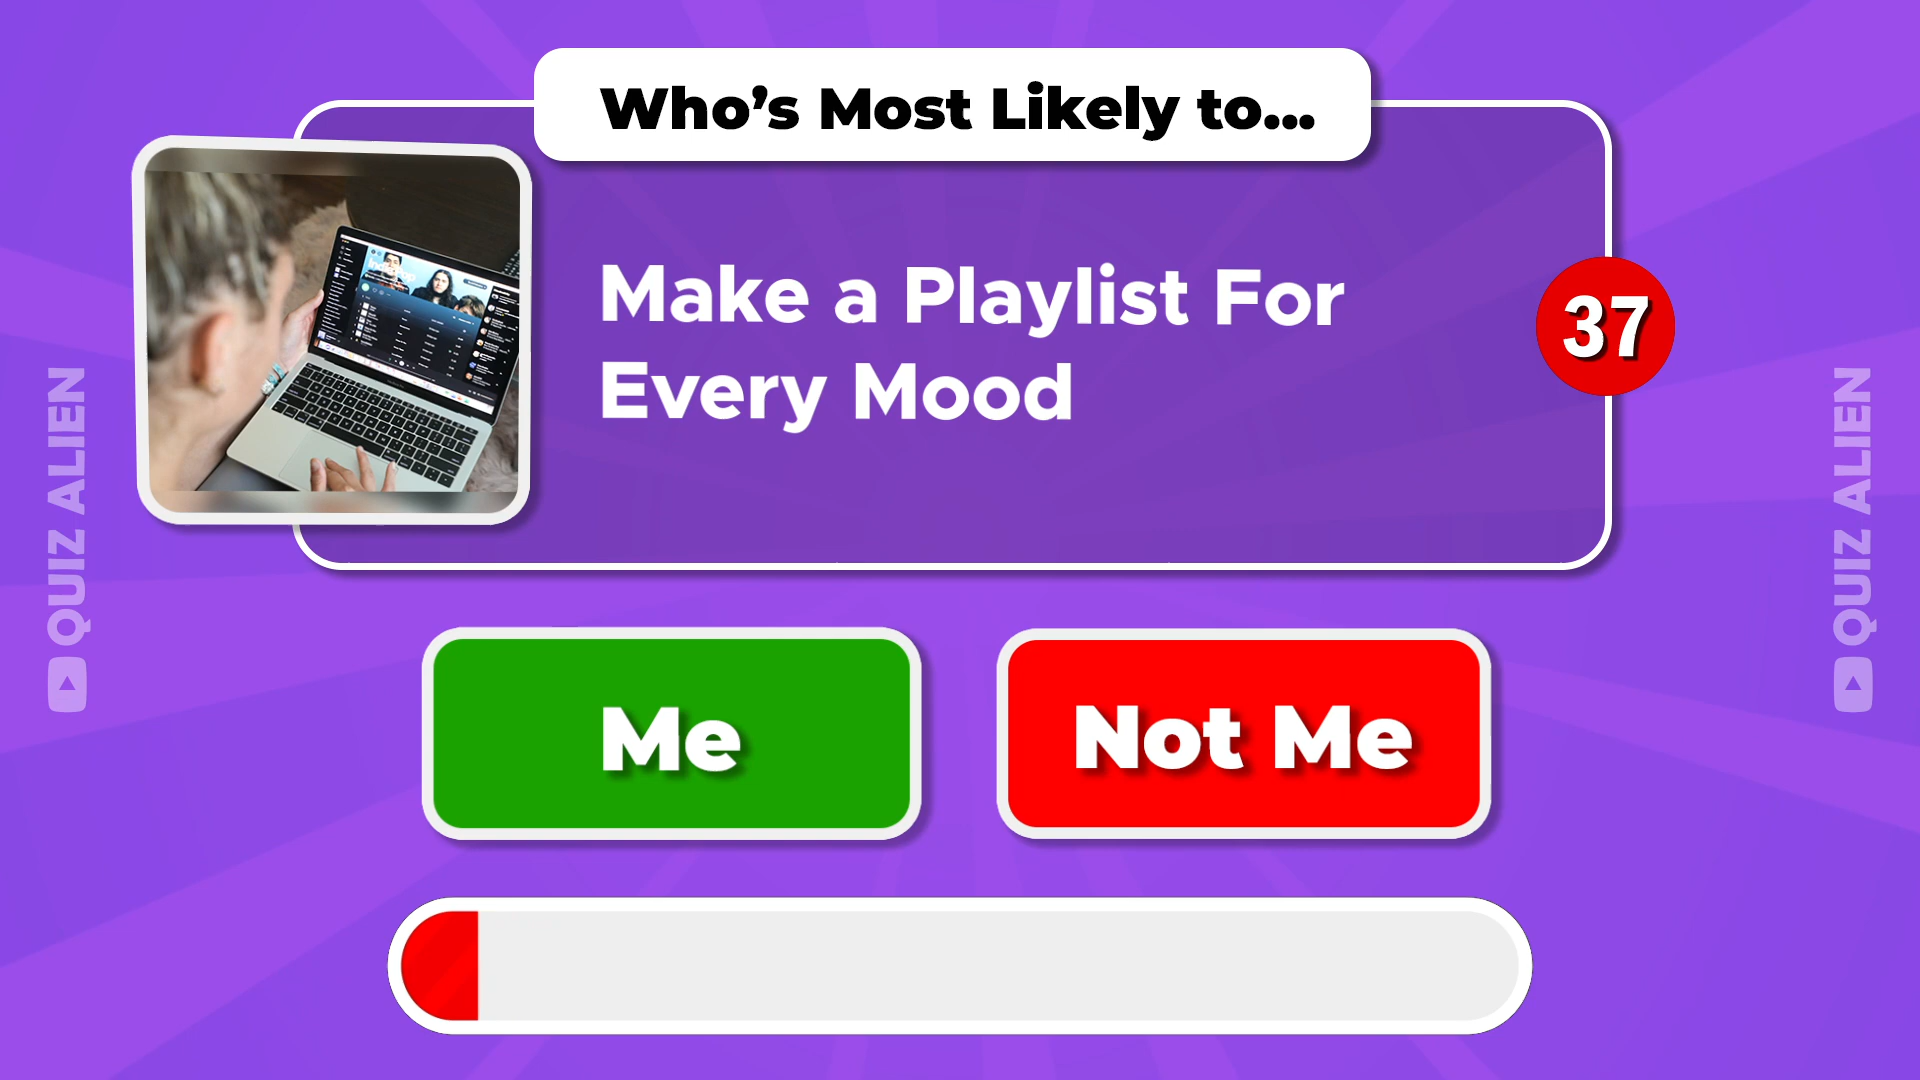 Who's Most Likely to...
Make a Playlist For
Every Mood
37
QUIZ ALIEN
QUIZ ALIEN
Me
Not Me